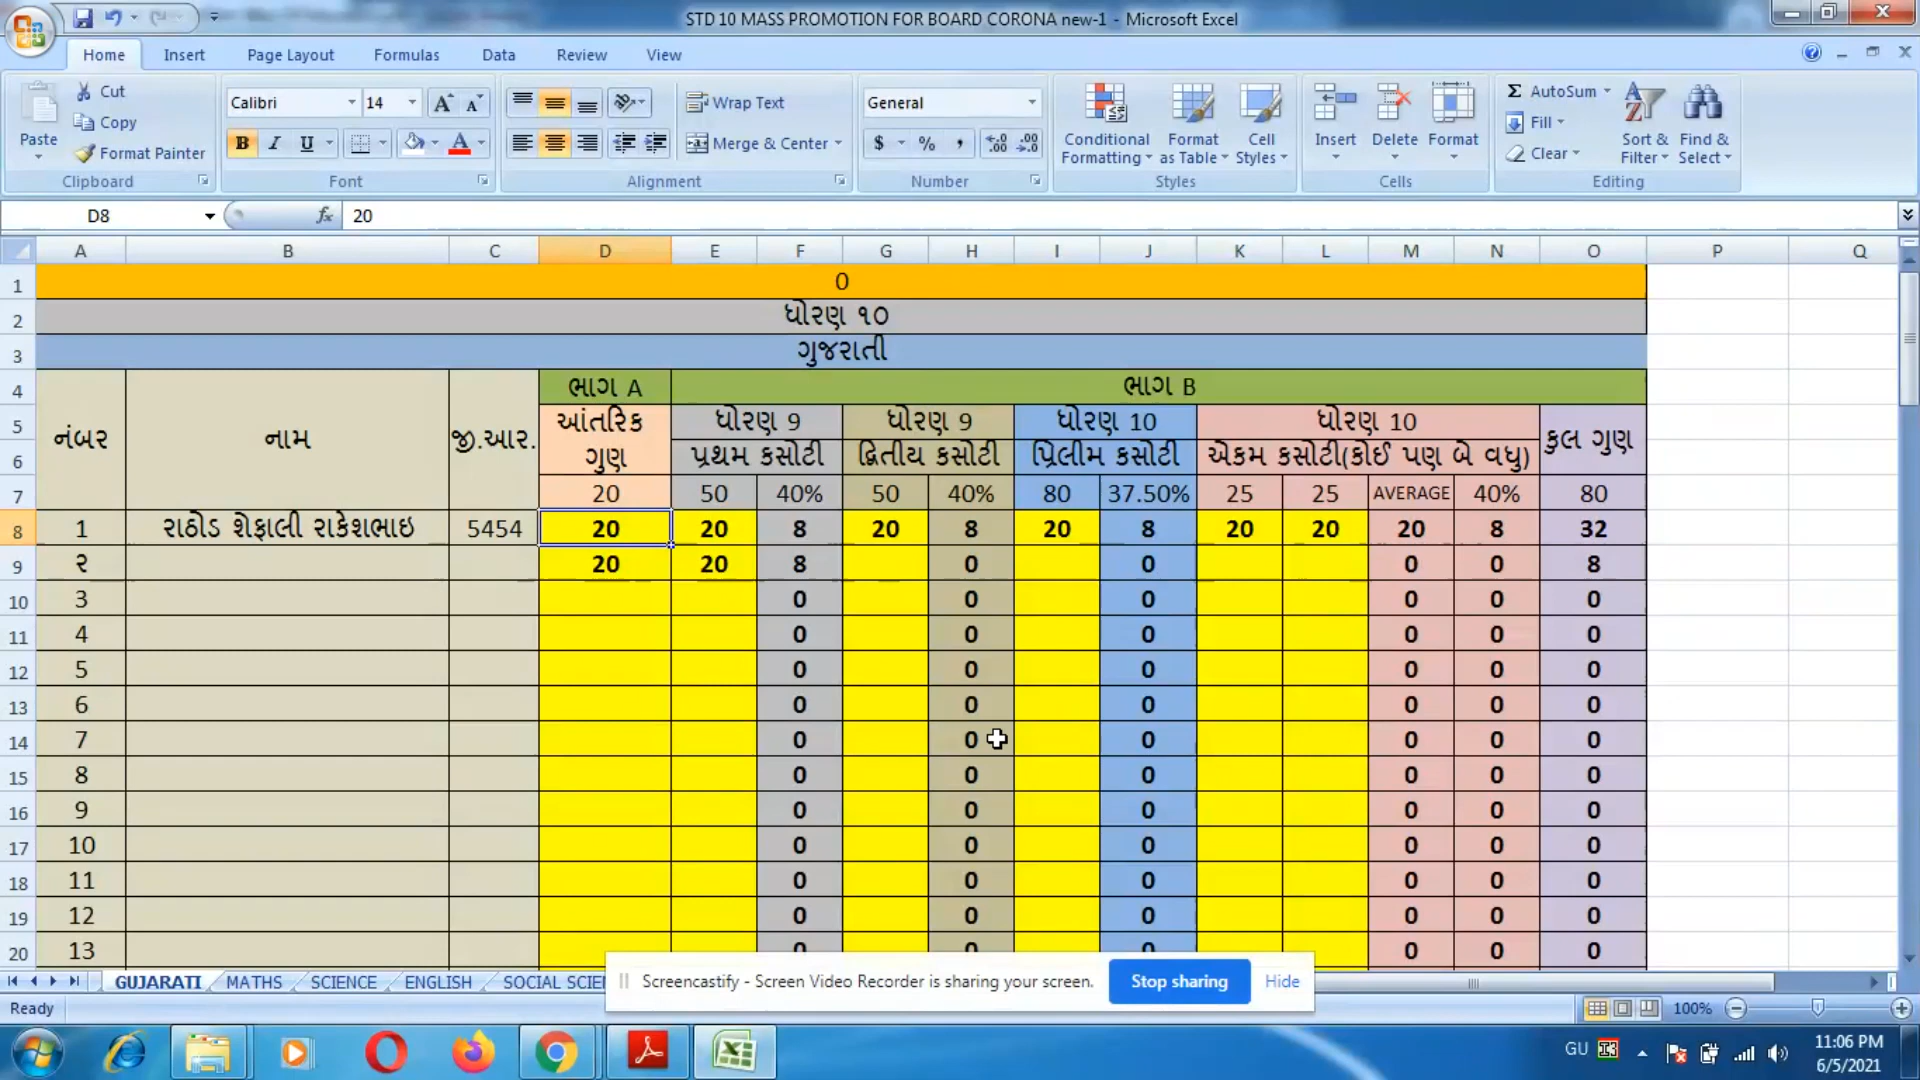 STD 10 MASS PROMOTION FOR BOARD CORONA new-1 - Microsoft Excel
Home Insert Page Layout Formulas Data Review View
Paste Cut Copy Format Painter Clipboard
Calibri 14 B I U Font
Wrap Text Merge & Center Alignment
General $ % , .0 .00 .00 .0 Number
Conditional Formatting Format as Table Cell Styles Styles
Insert Delete Format Cells
AutoSum Fill Clear Sort & Filter Find & Select Editing
D8 fx 20
A B C D E F G H I J K L M N O P Q
1 0
2 ધોરણ ૧૦
3 ગુજરાતી
4 ભાગ A ભાગ B
5 નંબર નામ જી.આર. આંતરિક ધોરણ 9 ધોરણ 9 ધોરણ 10 ધોરણ 10 કુલ ગુણ
6 ગુણ પ્રથમ કસોટી દ્વિતીય કસોટી પ્રિલીમ કસોટી એકમ કસોટી(કોઈ પણ બે વધુ)
7 20 50 40% 50 40% 80 37.50% 25 25 AVERAGE 40% 80
8 1 રાઠોડ શેફાલી રાકેશભાઇ 5454 20 20 8 20 8 20 8 20 20 20 8 32
9 ૨ 20 20 8 0 0 0 0 8
10 3 0 0 0 0 0 0
11 4 0 0 0 0 0 0
12 5 0 0 0 0 0 0
13 6 0 0 0 0 0 0
14 7 0 0 0 0 0 0
15 8 0 0 0 0 0 0
16 9 0 0 0 0 0 0
17 10 0 0 0 0 0 0
18 11 0 0 0 0 0 0
19 12 0 0 0 0 0 0
20 13 0 0 0 0 0 0
GUJARATI MATHS SCIENCE ENGLISH SOCIAL SCIE
Screencastify - Screen Video Recorder is sharing your screen. Stop sharing Hide
Ready 100%
GU 11:06 PM
6/5/2021